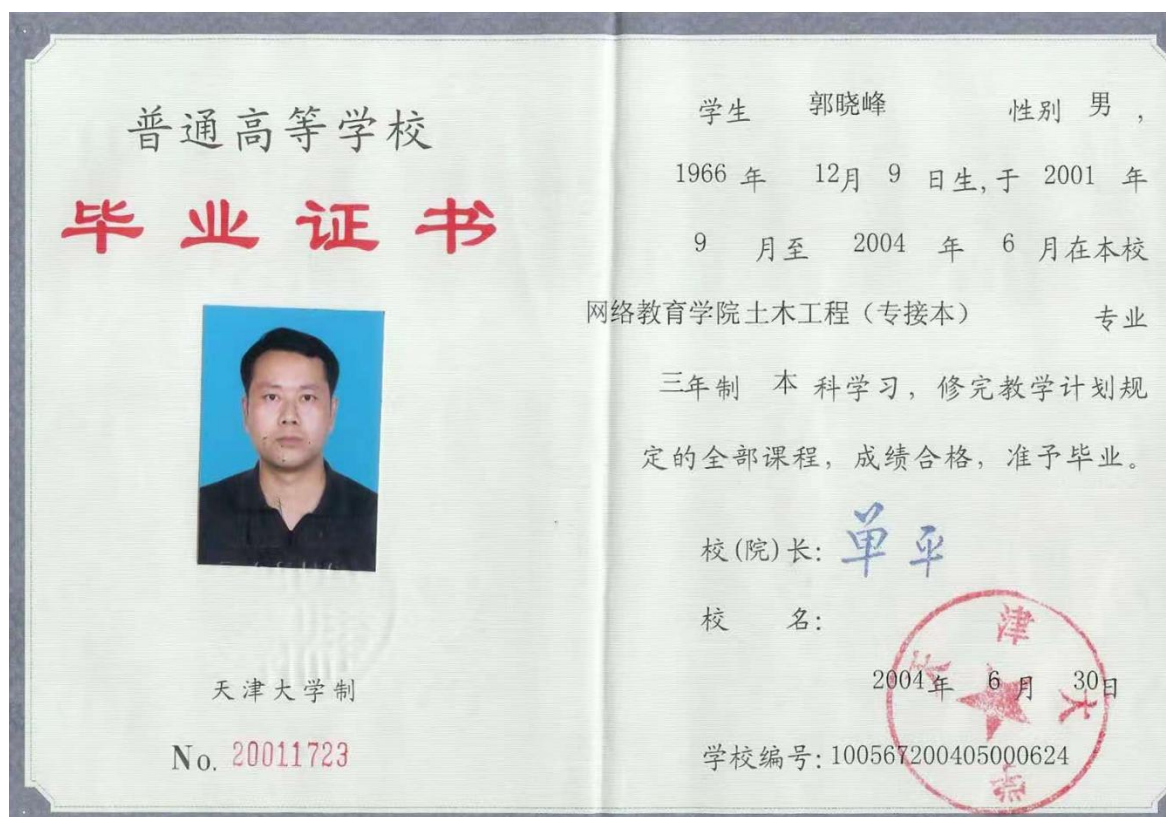 普通高等学校
毕业证书
天津大学制
No. 20011723
学生 郭晓峰 性别 男，
1966 年 12月 9 日生,于 2001 年
9 月至 2004 年 6 月在本校
网络教育学院土木工程（专接本） 专业
三年制 本 科学习，修完教学计划规
定的全部课程，成绩合格，准予毕业。
校(院)长: 单平
校 名:
天津大学
2004年 6月 30日
学校编号: 100567200405000624